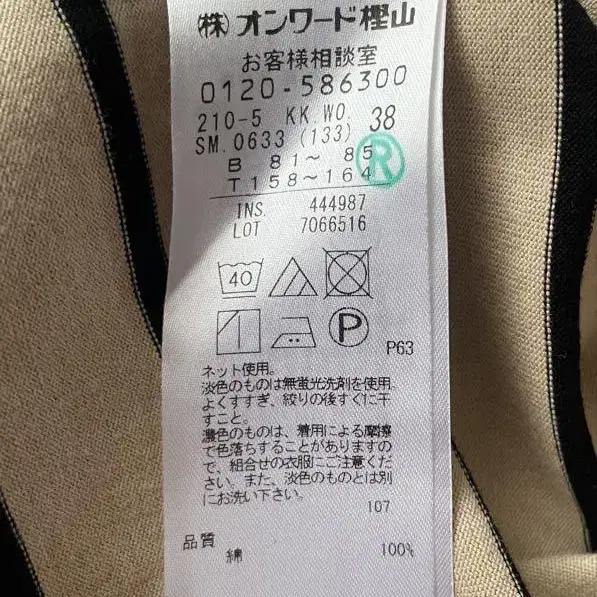 ㈱オンワード樫山
お客様相談室
0120-586300
210-5 KK.WO. 38
SM.0633 (133)
B 81～ 85
T158～164
R
INS. 444987
LOT 7066516
40
P
P63
ネット使用。
淡色のものは無蛍光洗剤を使用。
よくすすぎ、絞りの後すぐに干
すこと。
濃色のものは、着用による摩擦
で色落ちすることがありますの
で、組合せの衣服にご注意くださ
い。また、淡色のものとは別
にお洗い下さい。
107
品質
綿 100%